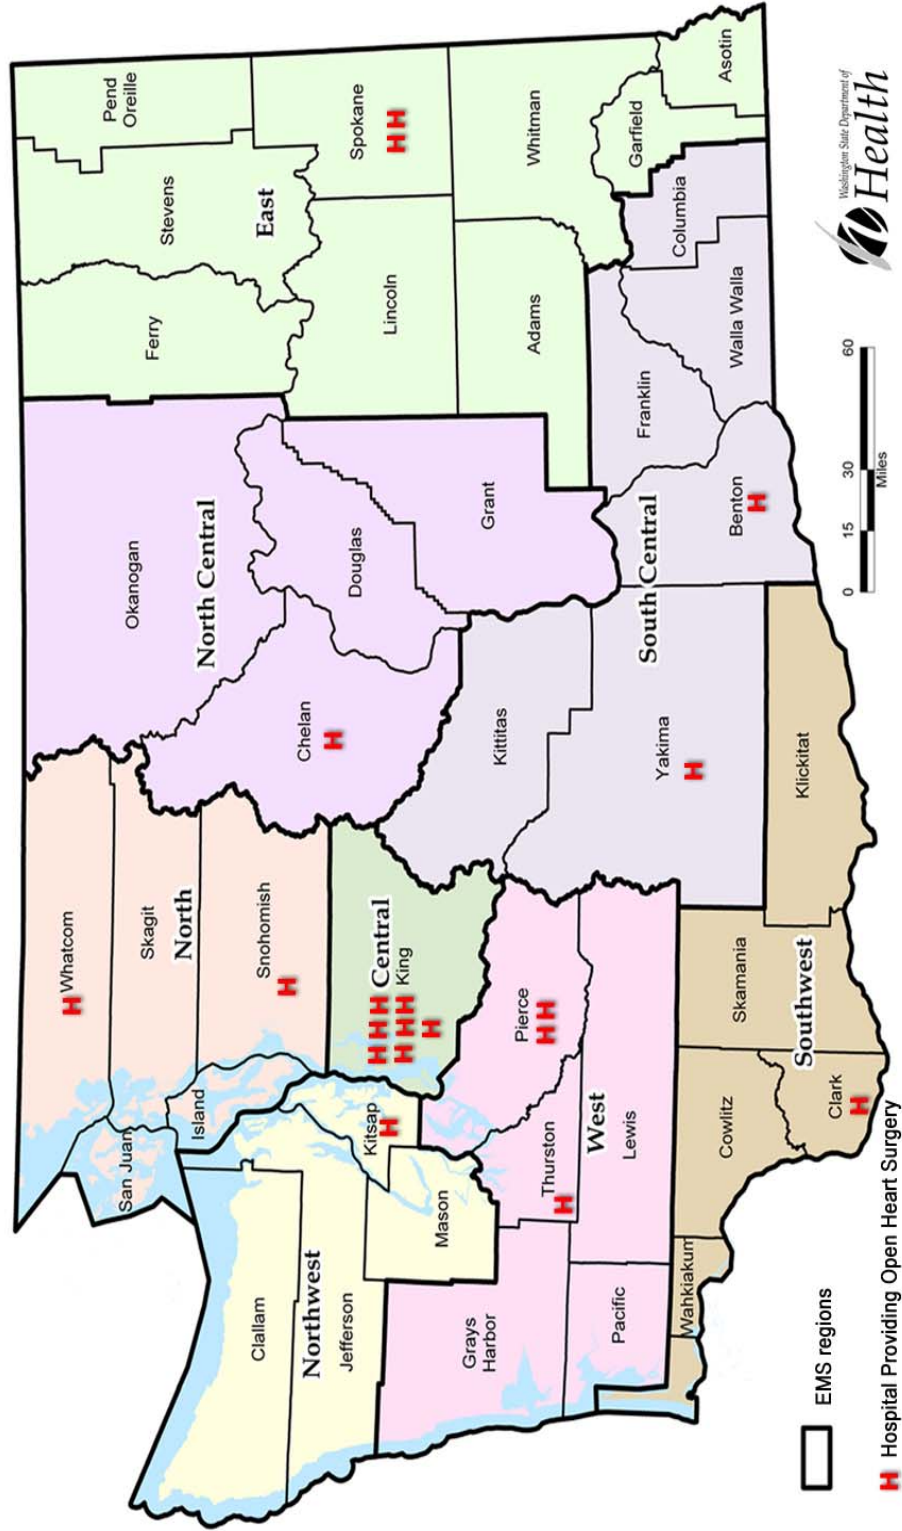 Whatcom
San Juan
Skagit
North
Island
Snohomish
Okanogan
North Central
Chelan
Douglas
Grant
Ferry
Stevens
Pend
Oreille
East
Lincoln
Spokane
H H
Adams
Whitman
Garfield
Asotin
Clallam
Northwest
Jefferson
Kitsap
H
Mason
Central
King
H H H
H H H
H
H
H
H
Kittitas
Grays
Harbor
Pierce
H H
Thurston
H
West
Lewis
Pacific
South Central
Yakima
H
Benton
H
Franklin
Walla Walla
Columbia
Wahkiakum
Cowlitz
Skamania
Southwest
Clark
H
Klickitat
EMS regions
H Hospital Providing Open Heart Surgery
0 15 30 60
Miles
Washington State Department of
Health